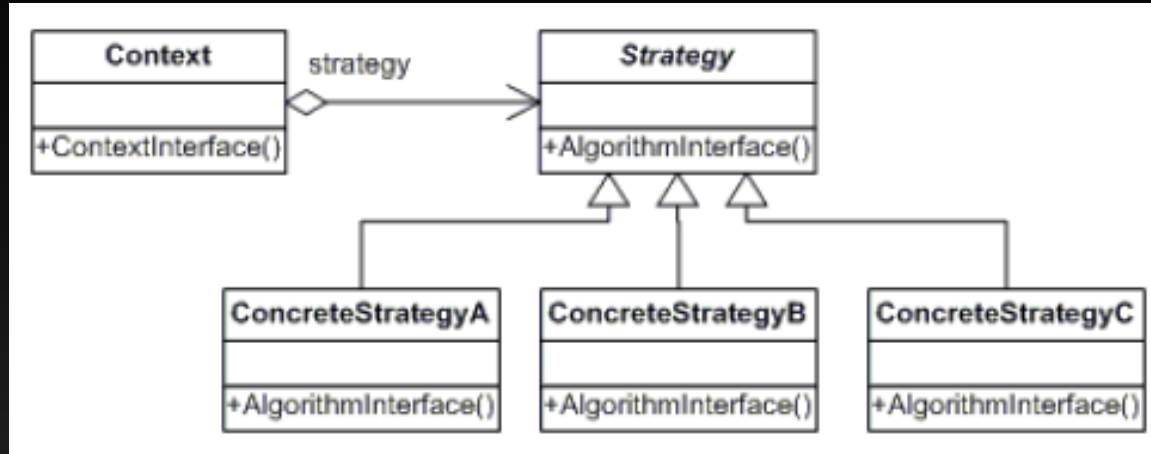 Context
strategy
Strategy
+ContextInterface()
+AlgorithmInterface()
ConcreteStrategyA
ConcreteStrategyB
ConcreteStrategyC
+AlgorithmInterface()
+AlgorithmInterface()
+AlgorithmInterface()